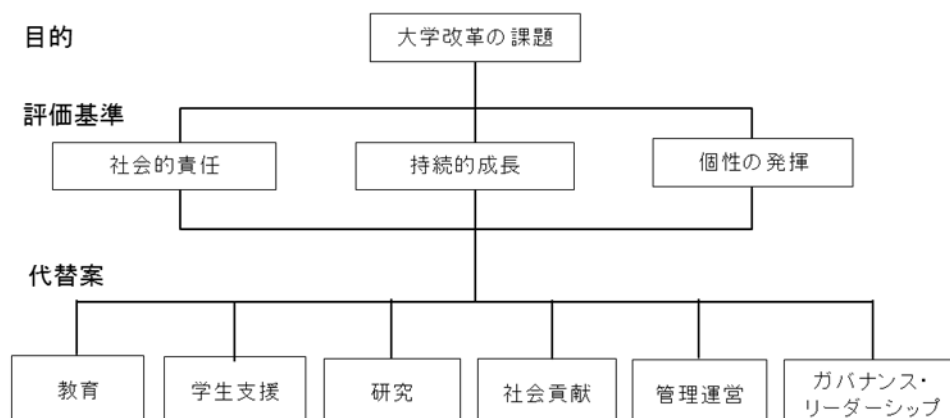 目的
大学改革の課題
評価基準
社会的責任
持続的成長
個性の発揮
代替案
教育
学生支援
研究
社会貢献
管理運営
ガバナンス・
リーダーシップ